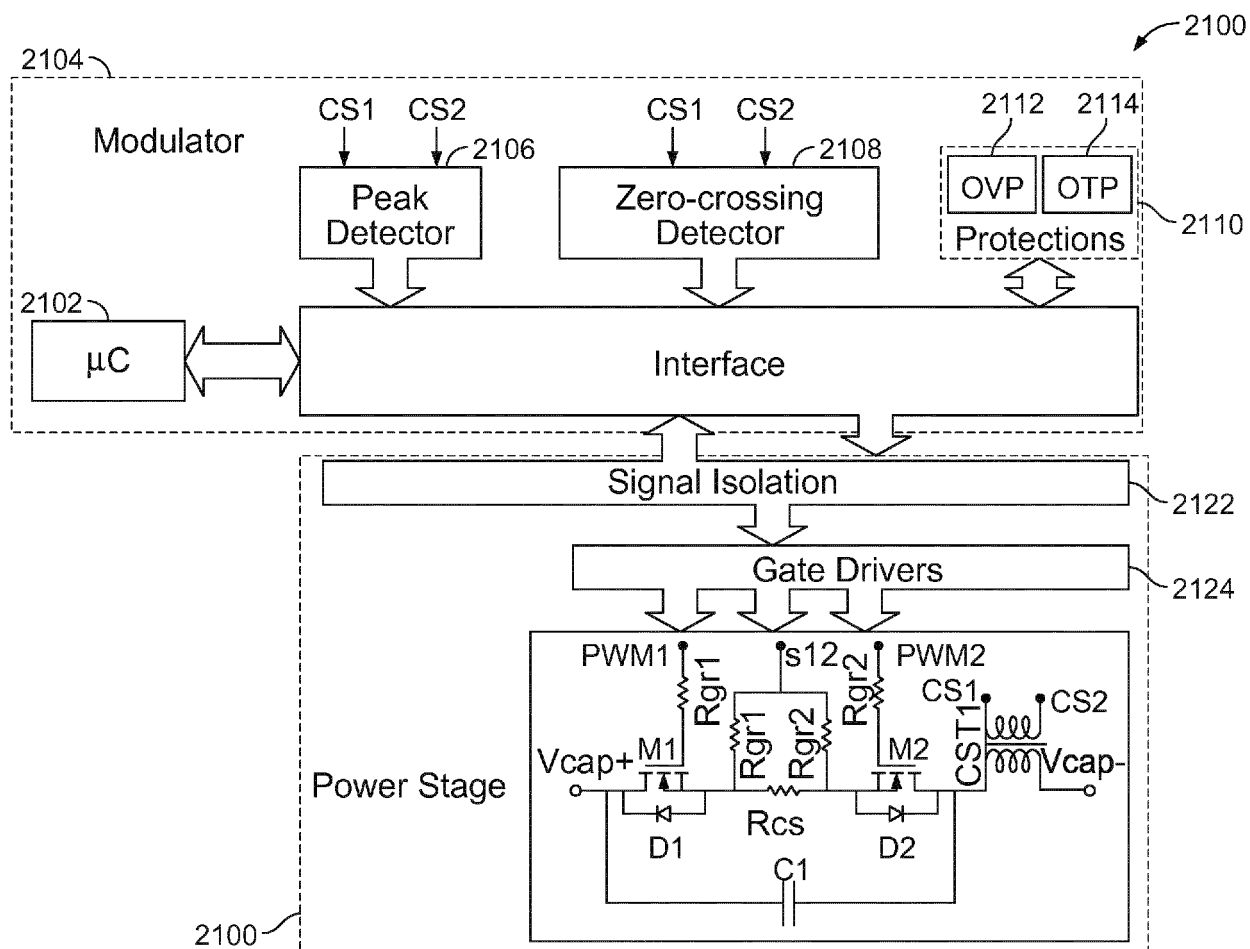 2100
2104
Modulator
CS1
CS2
2106
Peak
Detector
CS1
CS2
2108
Zero-crossing
Detector
2112
2114
OVP
OTP
Protections
2110
2102
μC
Interface
Signal Isolation
2122
Gate Drivers
2124
Power Stage
PWM1
s12
PWM2
Rgr1
Rgr1
Rgr2
Rgr2
CS1
CS2
CST1
Vcap+
M1
M2
Vcap-
D1
Rcs
D2
C1
2100